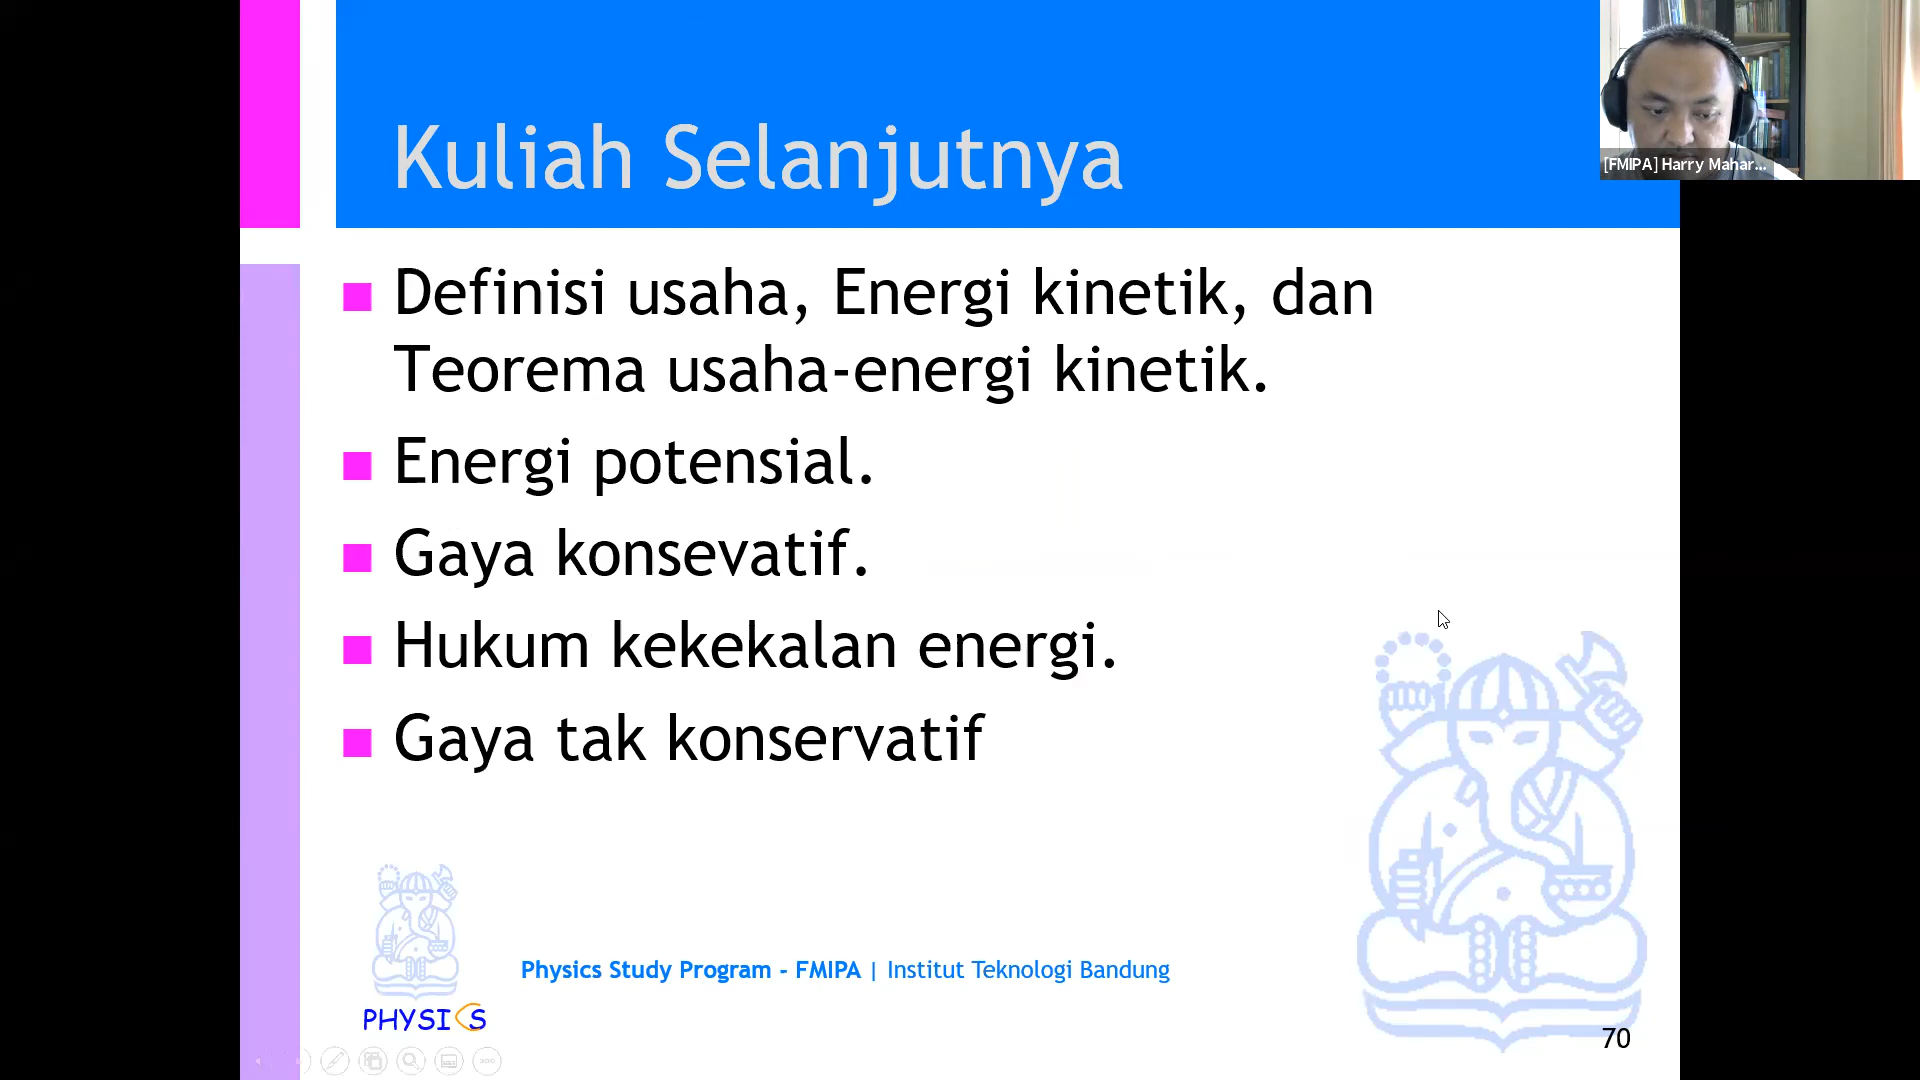 Kuliah Selanjutnya
[FMIPA] Harry Mahar...
Definisi usaha, Energi kinetik, dan
Teorema usaha-energi kinetik.
Energi potensial.
Gaya konsevatif.
Hukum kekekalan energi.
Gaya tak konservatif
Physics Study Program - FMIPA | Institut Teknologi Bandung
PHYSICS
70